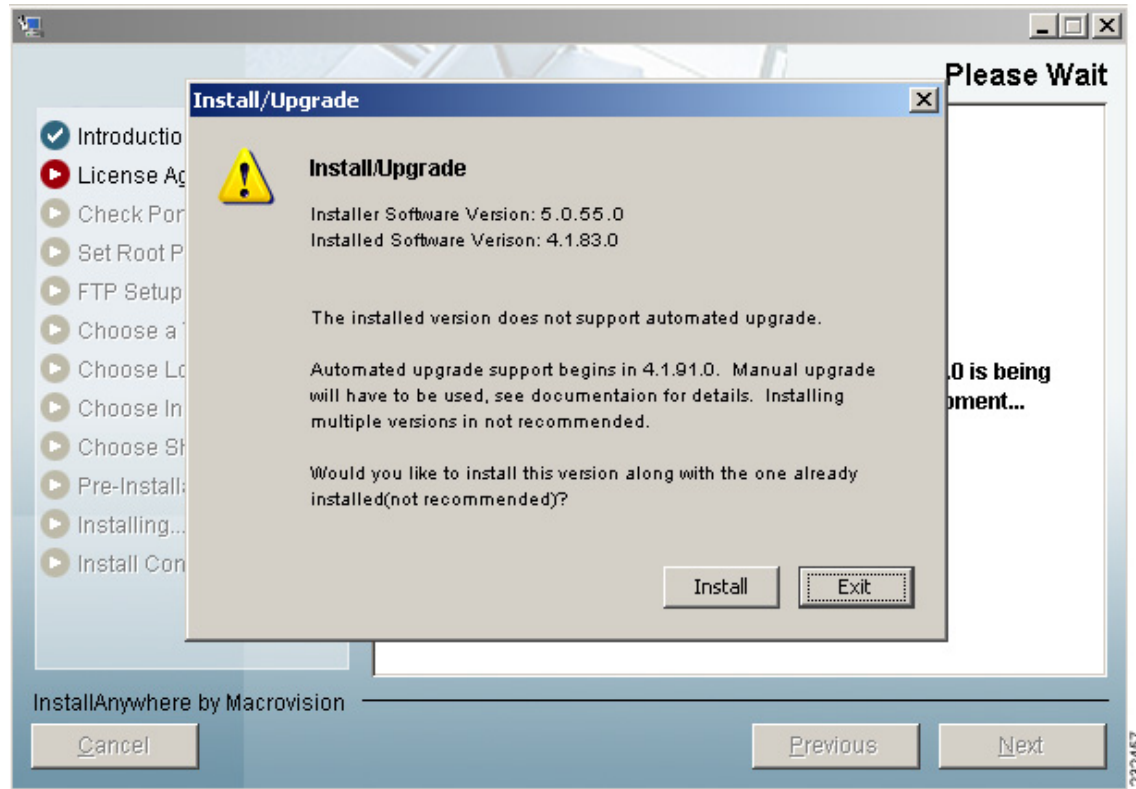 Please Wait
Install/Upgrade
Introductio
License Ag
Check Por
Set Root P
FTP Setup
Choose a
Choose Lo
Choose In
Choose Sh
Pre-Install
Installing...
Install Con
Install/Upgrade
Installer Software Version: 5.0.55.0
Installed Software Verison: 4.1.83.0
The installed version does not support automated upgrade.
Automated upgrade support begins in 4.1.91.0. Manual upgrade
will have to be used, see documentaion for details. Installing
multiple versions in not recommended.
Would you like to install this version along with the one already
installed(not recommended)?
Install
Exit
.0 is being
pment...
InstallAnywhere by Macrovision
Cancel
Previous
Next